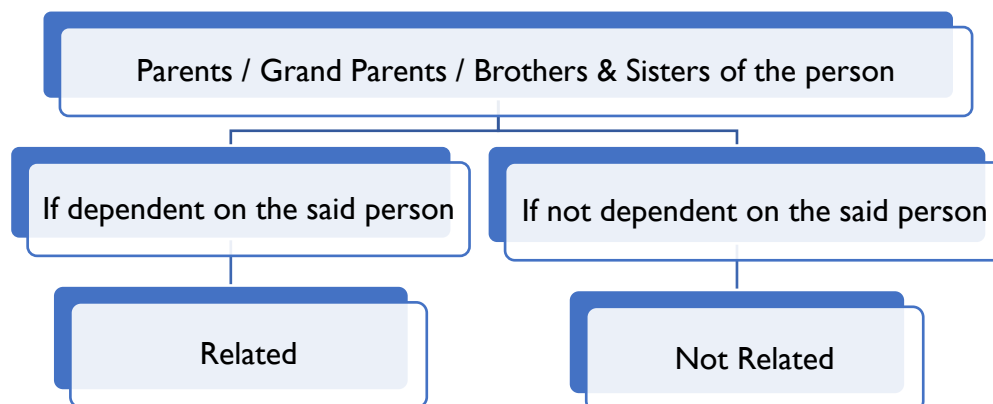 Parents / Grand Parents / Brothers & Sisters of the person
If dependent on the said person
If not dependent on the said person
Related
Not Related